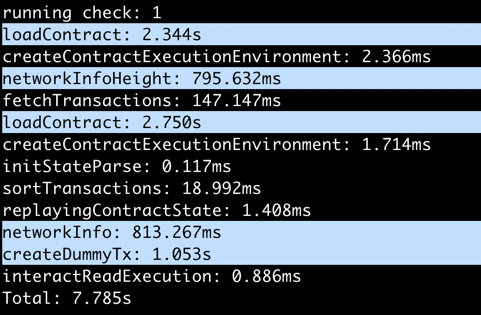 running check: 1
loadContract: 2.344s
createContractExecutionEnvironment: 2.366ms
networkInfoHeight: 795.632ms
fetchTransactions: 147.147ms
loadContract: 2.750s
createContractExecutionEnvironment: 1.714ms
initStateParse: 0.117ms
sortTransactions: 18.992ms
replayingContractState: 1.408ms
networkInfo: 813.267ms
createDummyTx: 1.053s
interactReadExecution: 0.886ms
Total: 7.785s